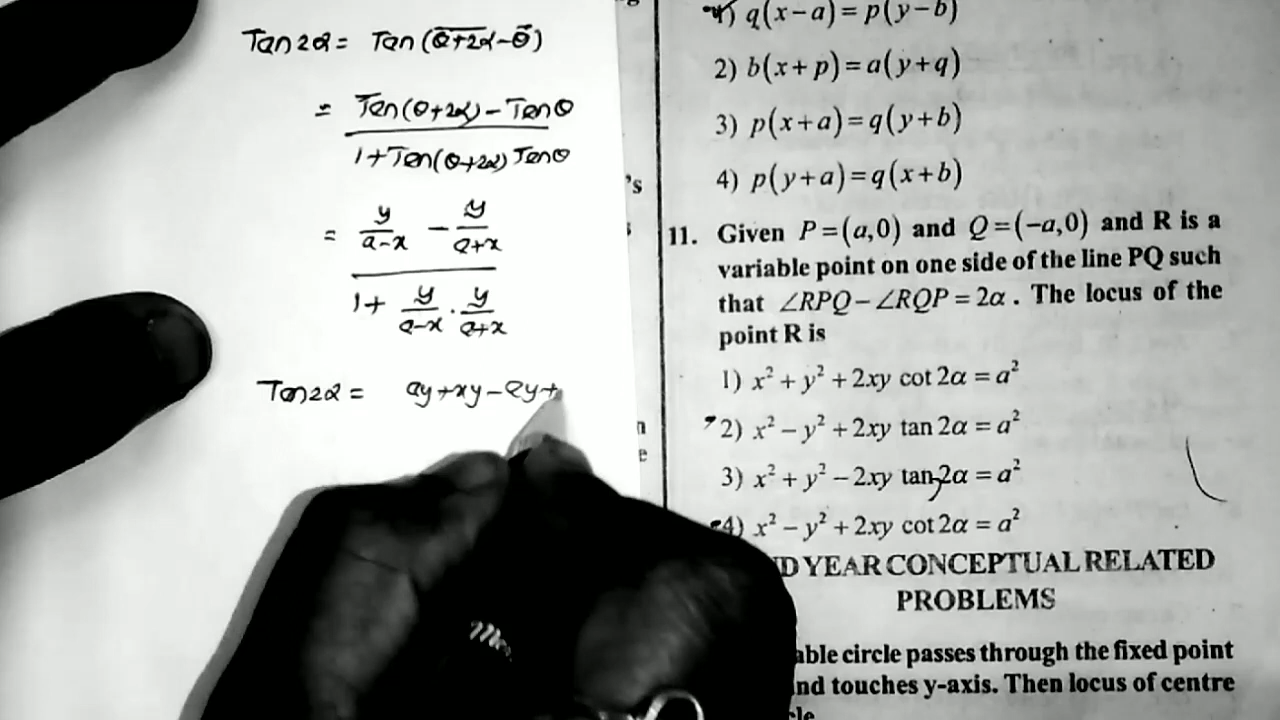 Tan2α = Tan(θ+2α-θ)
= Tan(θ+2α) - Tanθ
1+Tan(θ+2α) Tanθ
= y/a-x - y/a+x
1+ y/a-x . y/a+x
Tan2α = ay+xy-ay+
4) q(x-a)=p(y-b)
2) b(x+p)=a(y+q)
3) p(x+a)=q(y+b)
4) p(y+a)=q(x+b)
's
11. Given P=(a,0) and Q=(-a,0) and R is a
variable point on one side of the line PQ such
that ∠RPQ-∠RQP=2α. The locus of the
point R is
1) x²+y²+2xy cot 2α=a²
2) x²-y²+2xy tan 2α=a²
3) x²+y²-2xy tan 2α=a²
4) x²-y²+2xy cot 2α=a²
D YEAR CONCEPTUAL RELATED
PROBLEMS
able circle passes through the fixed point
nd touches y-axis. Then locus of centre